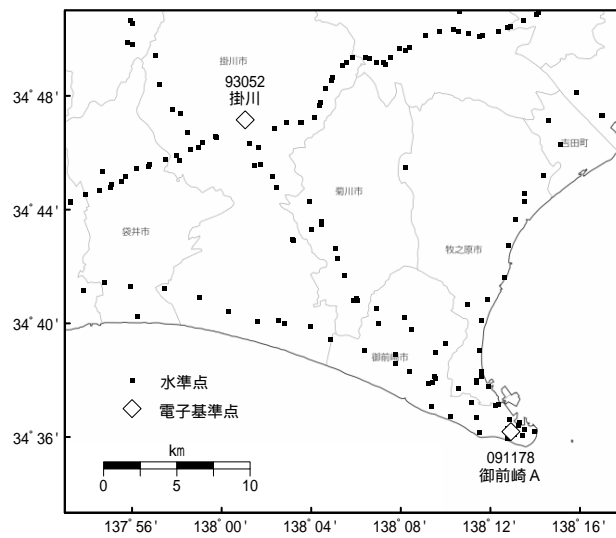 掛川市
93052
掛川
34°48'
吉田町
34°44'
菊川市
袋井市
牧之原市
34°40'
御前崎市
水準点
電子基準点
34°36'
km
0 5 10
091178
御前崎A
137°56' 138°00' 138°04' 138°08' 138°12' 138°16'